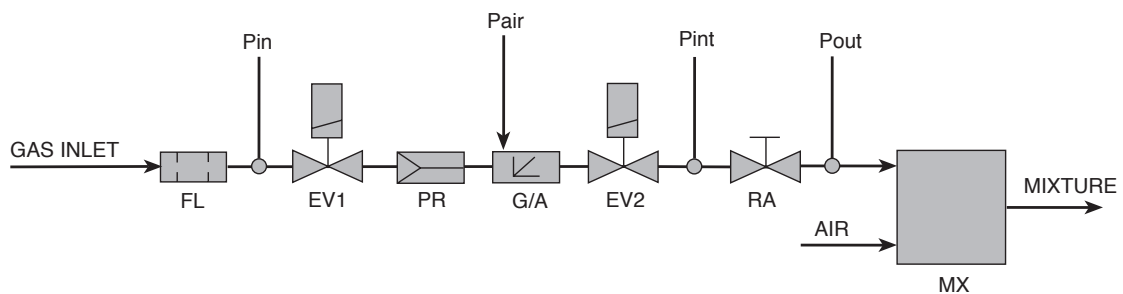 Pair
Pin
Pint
Pout
GAS INLET
FL
EV1
PR
G/A
EV2
RA
MIXTURE
AIR
MX